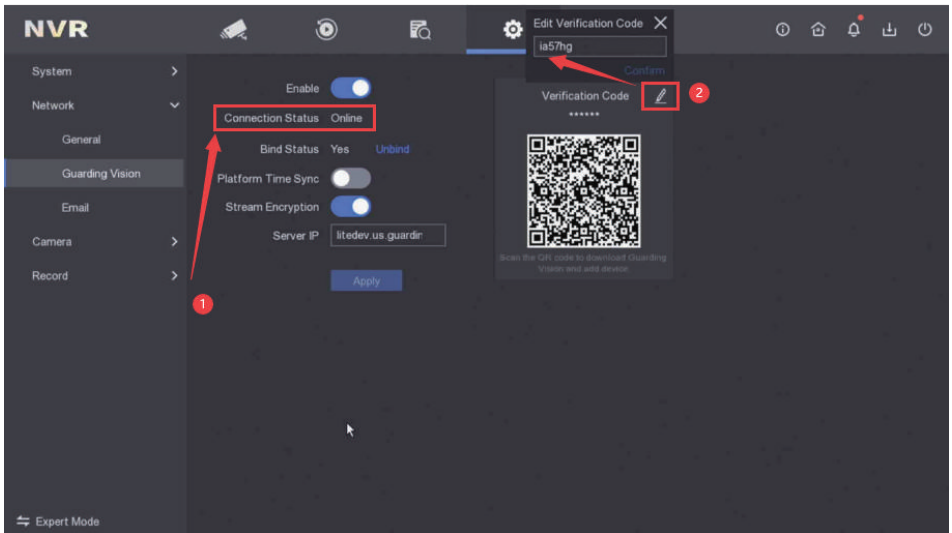 NVR
Edit Verification Code
ia57hg
Confirm
System
Network
General
Guarding Vision
Email
Camera
Record
Enable
Connection Status Online
Bind Status Yes Unbind
Platform Time Sync
Stream Encryption
Server IP litedev.us.guardin
Apply
1
Verification Code
2
******
Scan the QR code to download Guarding
Vision and add device.
Expert Mode